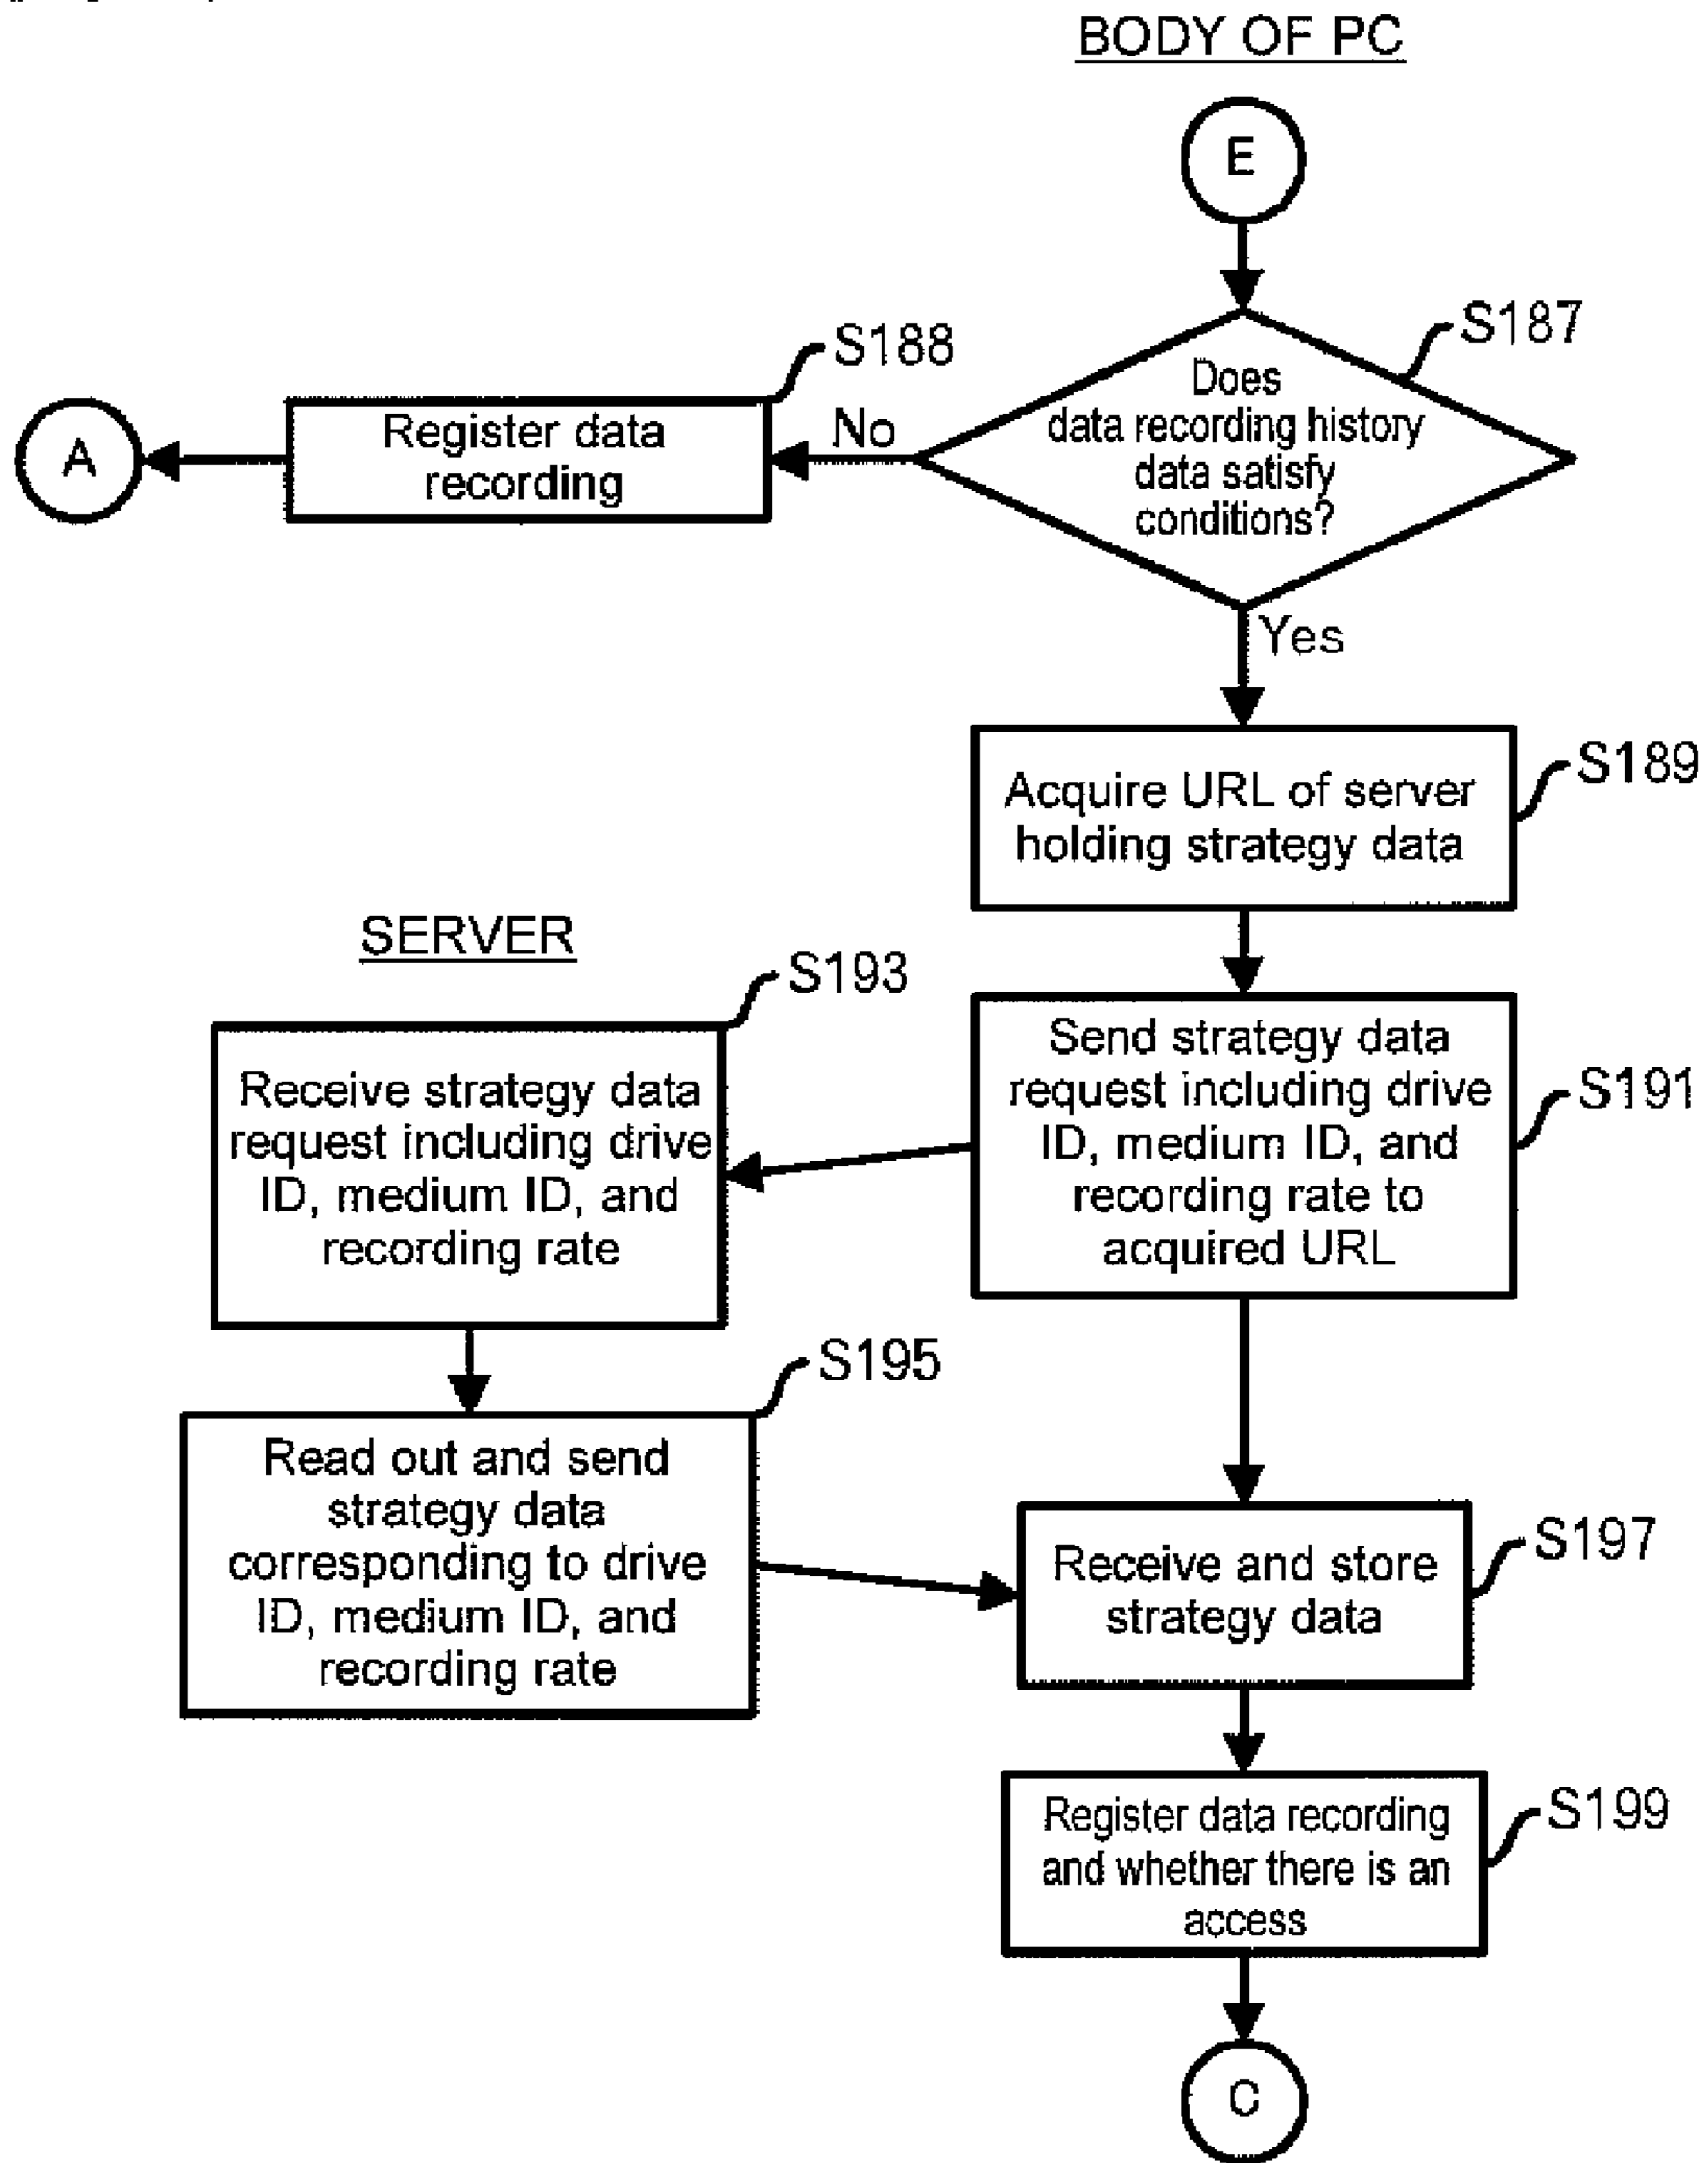 BODY OF PC
E
S187
Does
data recording history
data satisfy
conditions?
No
S188
Register data
recording
A
Yes
S189
Acquire URL of server
holding strategy data
SERVER
S193
Receive strategy data
request including drive
ID, medium ID, and
recording rate
S191
Send strategy data
request including drive
ID, medium ID, and
recording rate to
acquired URL
S195
Read out and send
strategy data
corresponding to drive
ID, medium ID, and
recording rate
S197
Receive and store
strategy data
S199
Register data recording
and whether there is an
access
C